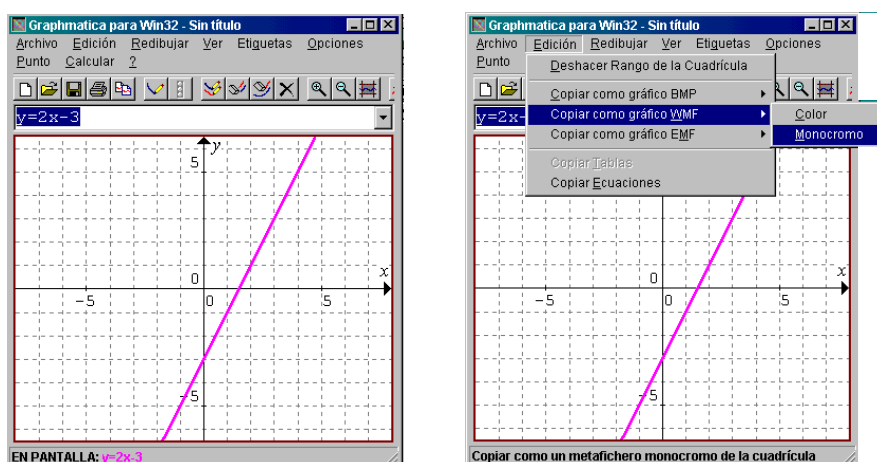 Graphmatica para Win32 - Sin título
Archivo Edición Redibujar Ver Etiquetas Opciones
Punto Calcular ?
y=2x-3
y
5
0
x
-5
0
5
-5
EN PANTALLA: y=2x-3
Graphmatica para Win32 - Sin título
Archivo Edición Redibujar Ver Etiquetas Opciones
Punto
Deshacer Rango de la Cuadrícula
Copiar como gráfico BMP
y=2x-
Copiar como gráfico WMF
Color
Copiar como gráfico EMF
Monocromo
Copiar Tablas
Copiar Ecuaciones
0
x
-5
0
5
-5
Copiar como un metafichero monocromo de la cuadrícula